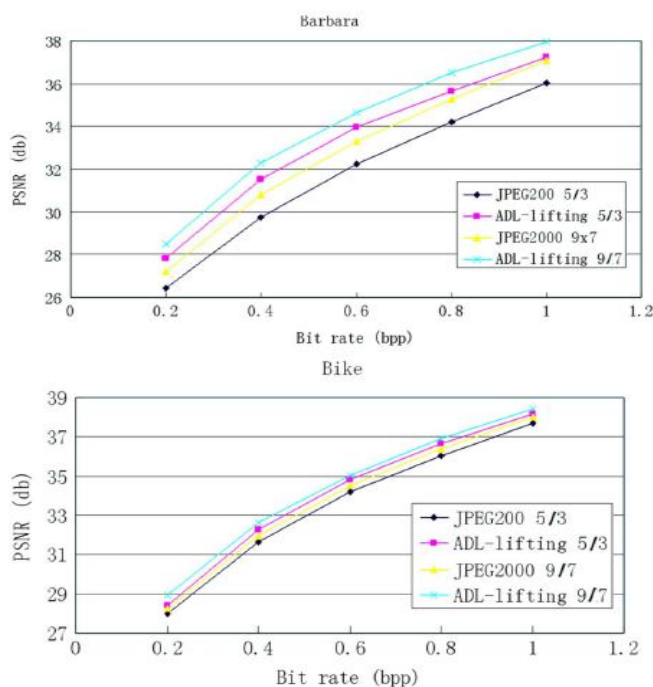 Barbara
38
36
34
32
30
28
26
PSNR (db)
JPEG200 5/3
ADL-lifting 5/3
JPEG2000 9x7
ADL-lifting 9/7
0 0.2 0.4 0.6 0.8 1 1.2
Bit rate (bpp)
Bike
39
37
35
33
31
29
27
PSNR (db)
JPEG200 5/3
ADL-lifting 5/3
JPEG2000 9/7
ADL-lifting 9/7
0 0.2 0.4 0.6 0.8 1 1.2
Bit rate (bpp)